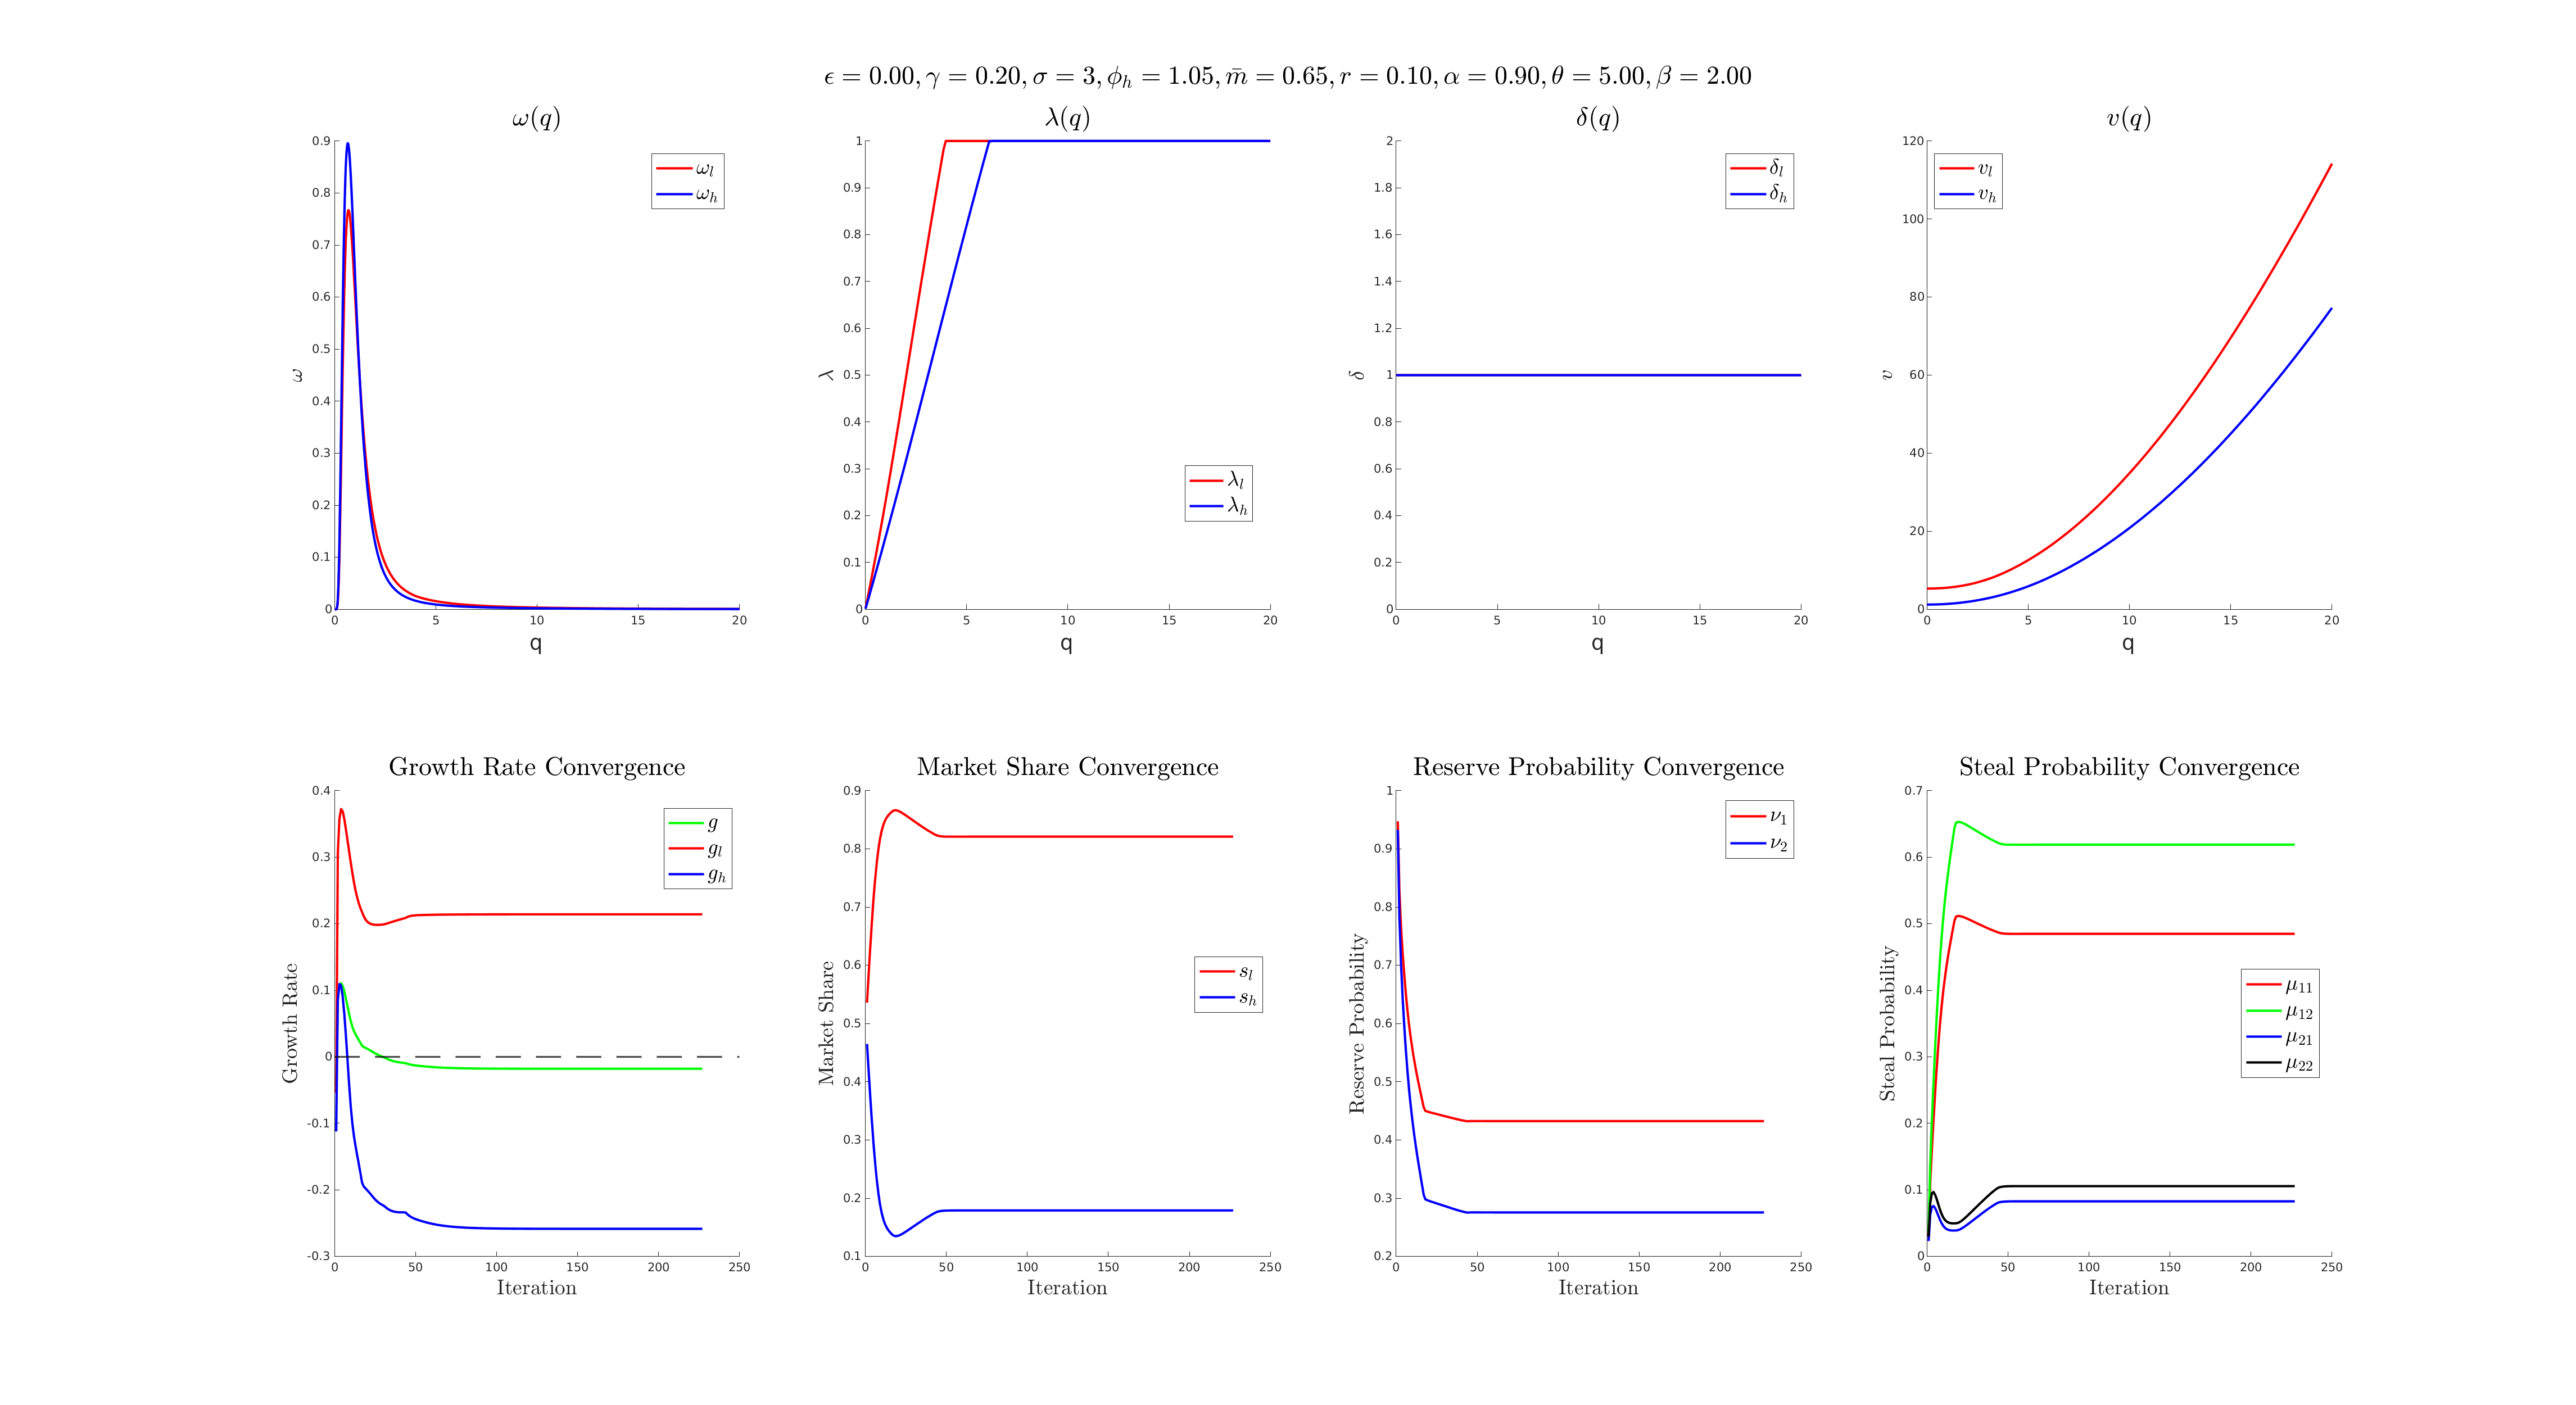 ϵ = 0.00, γ = 0.20, σ = 3, ϕ_h = 1.05, m̄ = 0.65, r = 0.10, α = 0.90, θ = 5.00, β = 2.00
ω(q)
ω_l
ω_h
0.9
0.8
0.7
0.6
0.5
0.4
0.3
0.2
0.1
0
ω
0 5 10 15 20
q
λ(q)
λ_l
λ_h
1
0.9
0.8
0.7
0.6
0.5
0.4
0.3
0.2
0.1
0
λ
0 5 10 15 20
q
δ(q)
δ_l
δ_h
2
1.8
1.6
1.4
1.2
1
0.8
0.6
0.4
0.2
0
δ
0 5 10 15 20
q
v(q)
v_l
v_h
120
100
80
60
40
20
0
v
0 5 10 15 20
q
Growth Rate Convergence
g
g_l
g_h
0.4
0.3
0.2
0.1
0
-0.1
-0.2
-0.3
Growth Rate
0 50 100 150 200 250
Iteration
Market Share Convergence
s_l
s_h
0.9
0.8
0.7
0.6
0.5
0.4
0.3
0.2
0.1
Market Share
0 50 100 150 200 250
Iteration
Reserve Probability Convergence
ν_1
ν_2
1
0.9
0.8
0.7
0.6
0.5
0.4
0.3
0.2
Reserve Probability
0 50 100 150 200 250
Iteration
Steal Probability Convergence
μ_11
μ_12
μ_21
μ_22
0.7
0.6
0.5
0.4
0.3
0.2
0.1
0
Steal Probability
0 50 100 150 200 250
Iteration